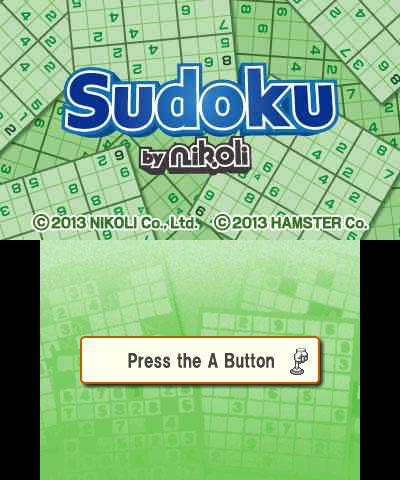 Sudoku
by nikoli
© 2013 NIKOLI Co., Ltd. © 2013 HAMSTER Co.
Press the A Button